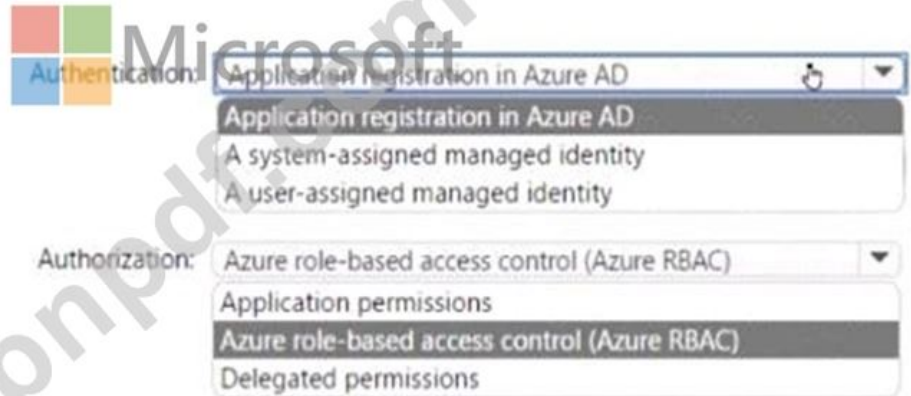 Microsoft
Authentication: Application registration in Azure AD
Application registration in Azure AD
A system-assigned managed identity
A user-assigned managed identity
Authorization: Azure role-based access control (Azure RBAC)
Application permissions
Azure role-based access control (Azure RBAC)
Delegated permissions